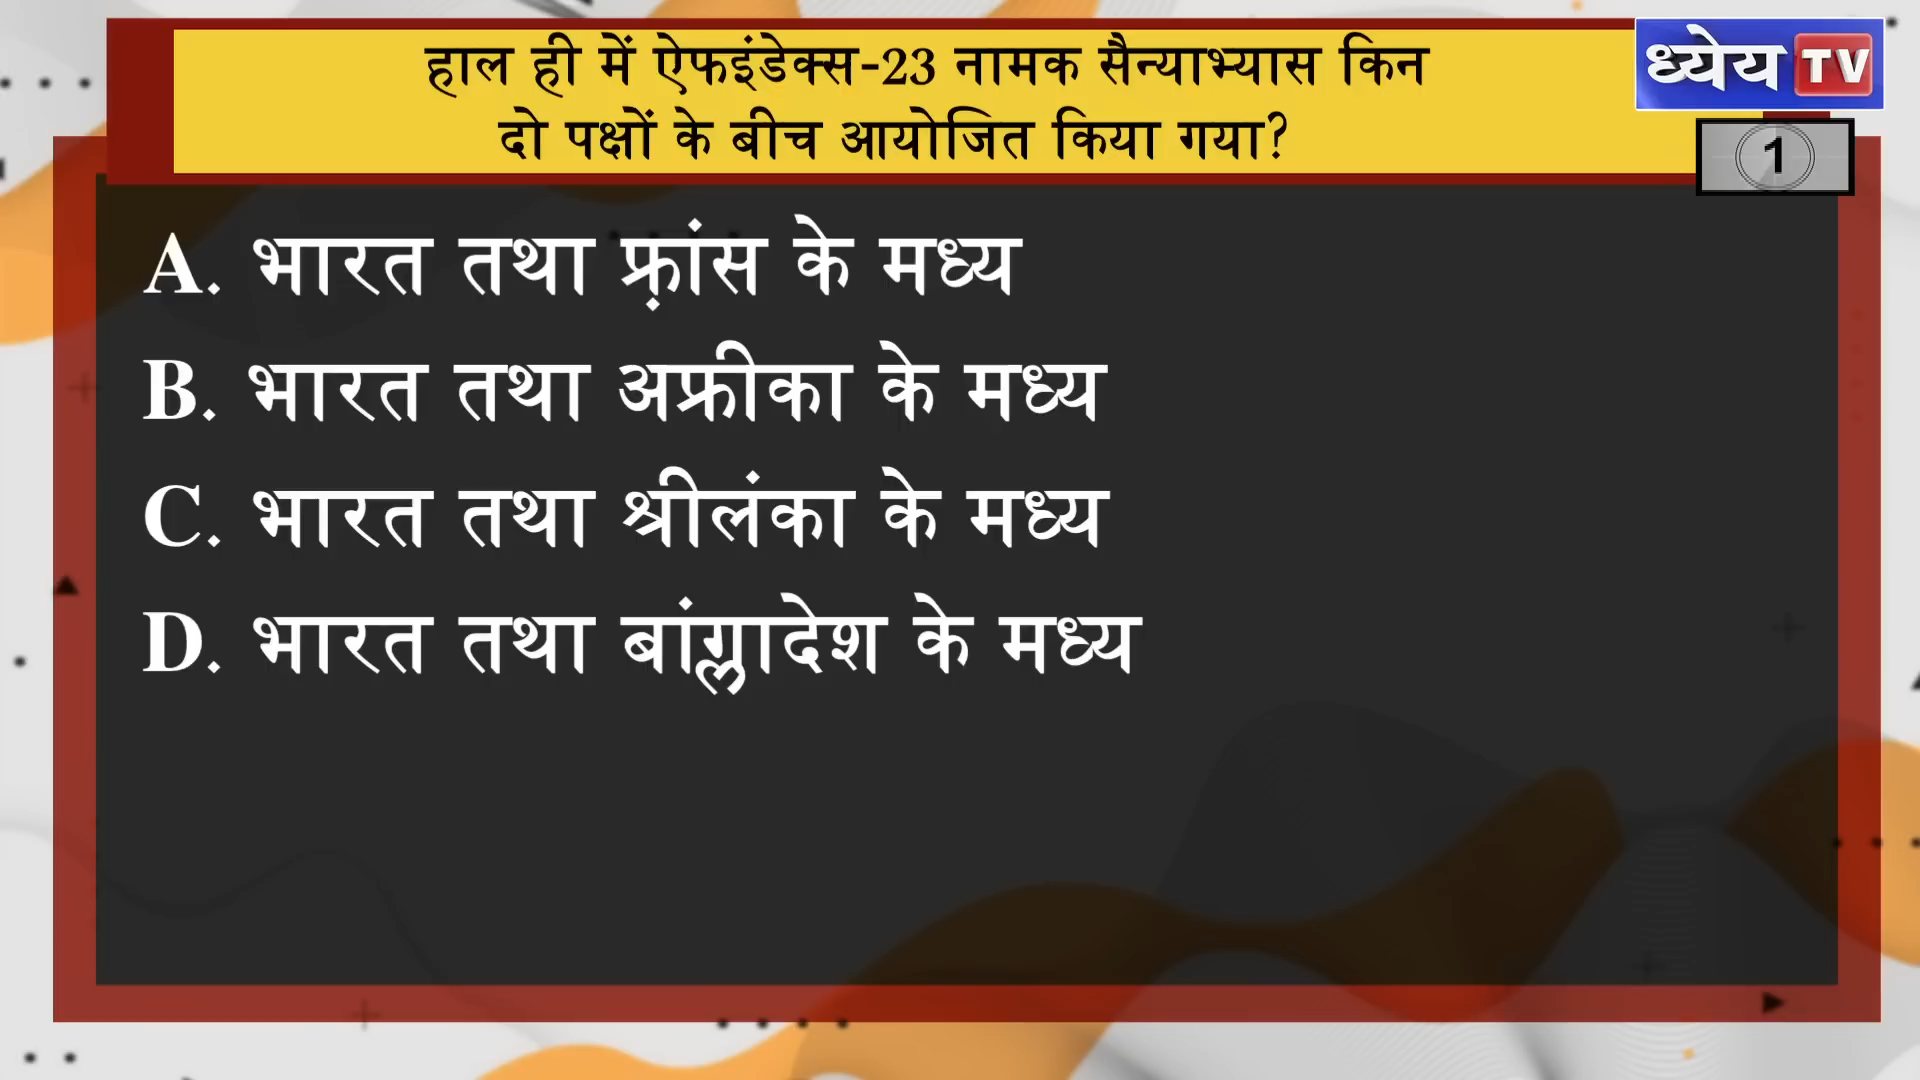 हाल ही में ऐफइंडेक्स-23 नामक सैन्याभ्यास किन
दो पक्षों के बीच आयोजित किया गया?
ध्येय TV
1
A. भारत तथा फ़्रांस के मध्य
B. भारत तथा अफ्रीका के मध्य
C. भारत तथा श्रीलंका के मध्य
D. भारत तथा बांग्लादेश के मध्य